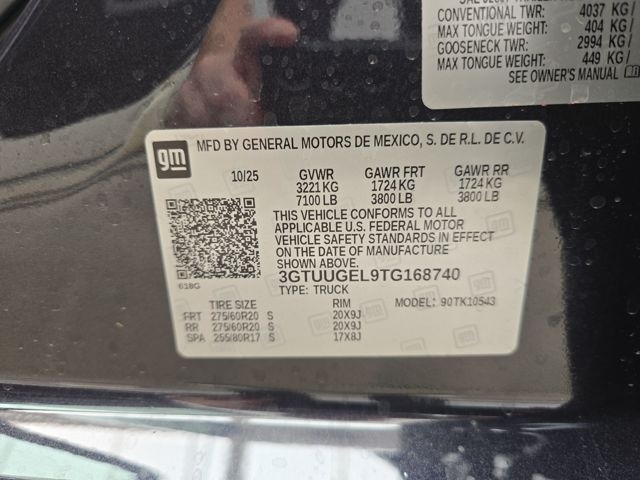 CONVENTIONAL TWR: 4037 KG/
MAX TONGUE WEIGHT: 404 KG/
GOOSENECK TWR: 2994 KG/
MAX TONGUE WEIGHT: 449 KG/
SEE OWNER'S MANUAL
gm
MFD BY GENERAL MOTORS DE MEXICO, S. DE R.L. DE C.V.
10/25 GVWR GAWR FRT GAWR RR
3221 KG 1724 KG 1724 KG
7100 LB 3800 LB 3800 LB
THIS VEHICLE CONFORMS TO ALL
APPLICABLE U.S. FEDERAL MOTOR
VEHICLE SAFETY STANDARDS IN EFFECT
ON THE DATE OF MANUFACTURE
SHOWN ABOVE.
3GTUUGEL9TG168740
618G
TYPE: TRUCK
TIRE SIZE RIM MODEL: 90TK10543
FRT 275/60R20 S 20X9J
RR 275/60R20 S 20X9J
SPA 255/80R17 S 17X8J